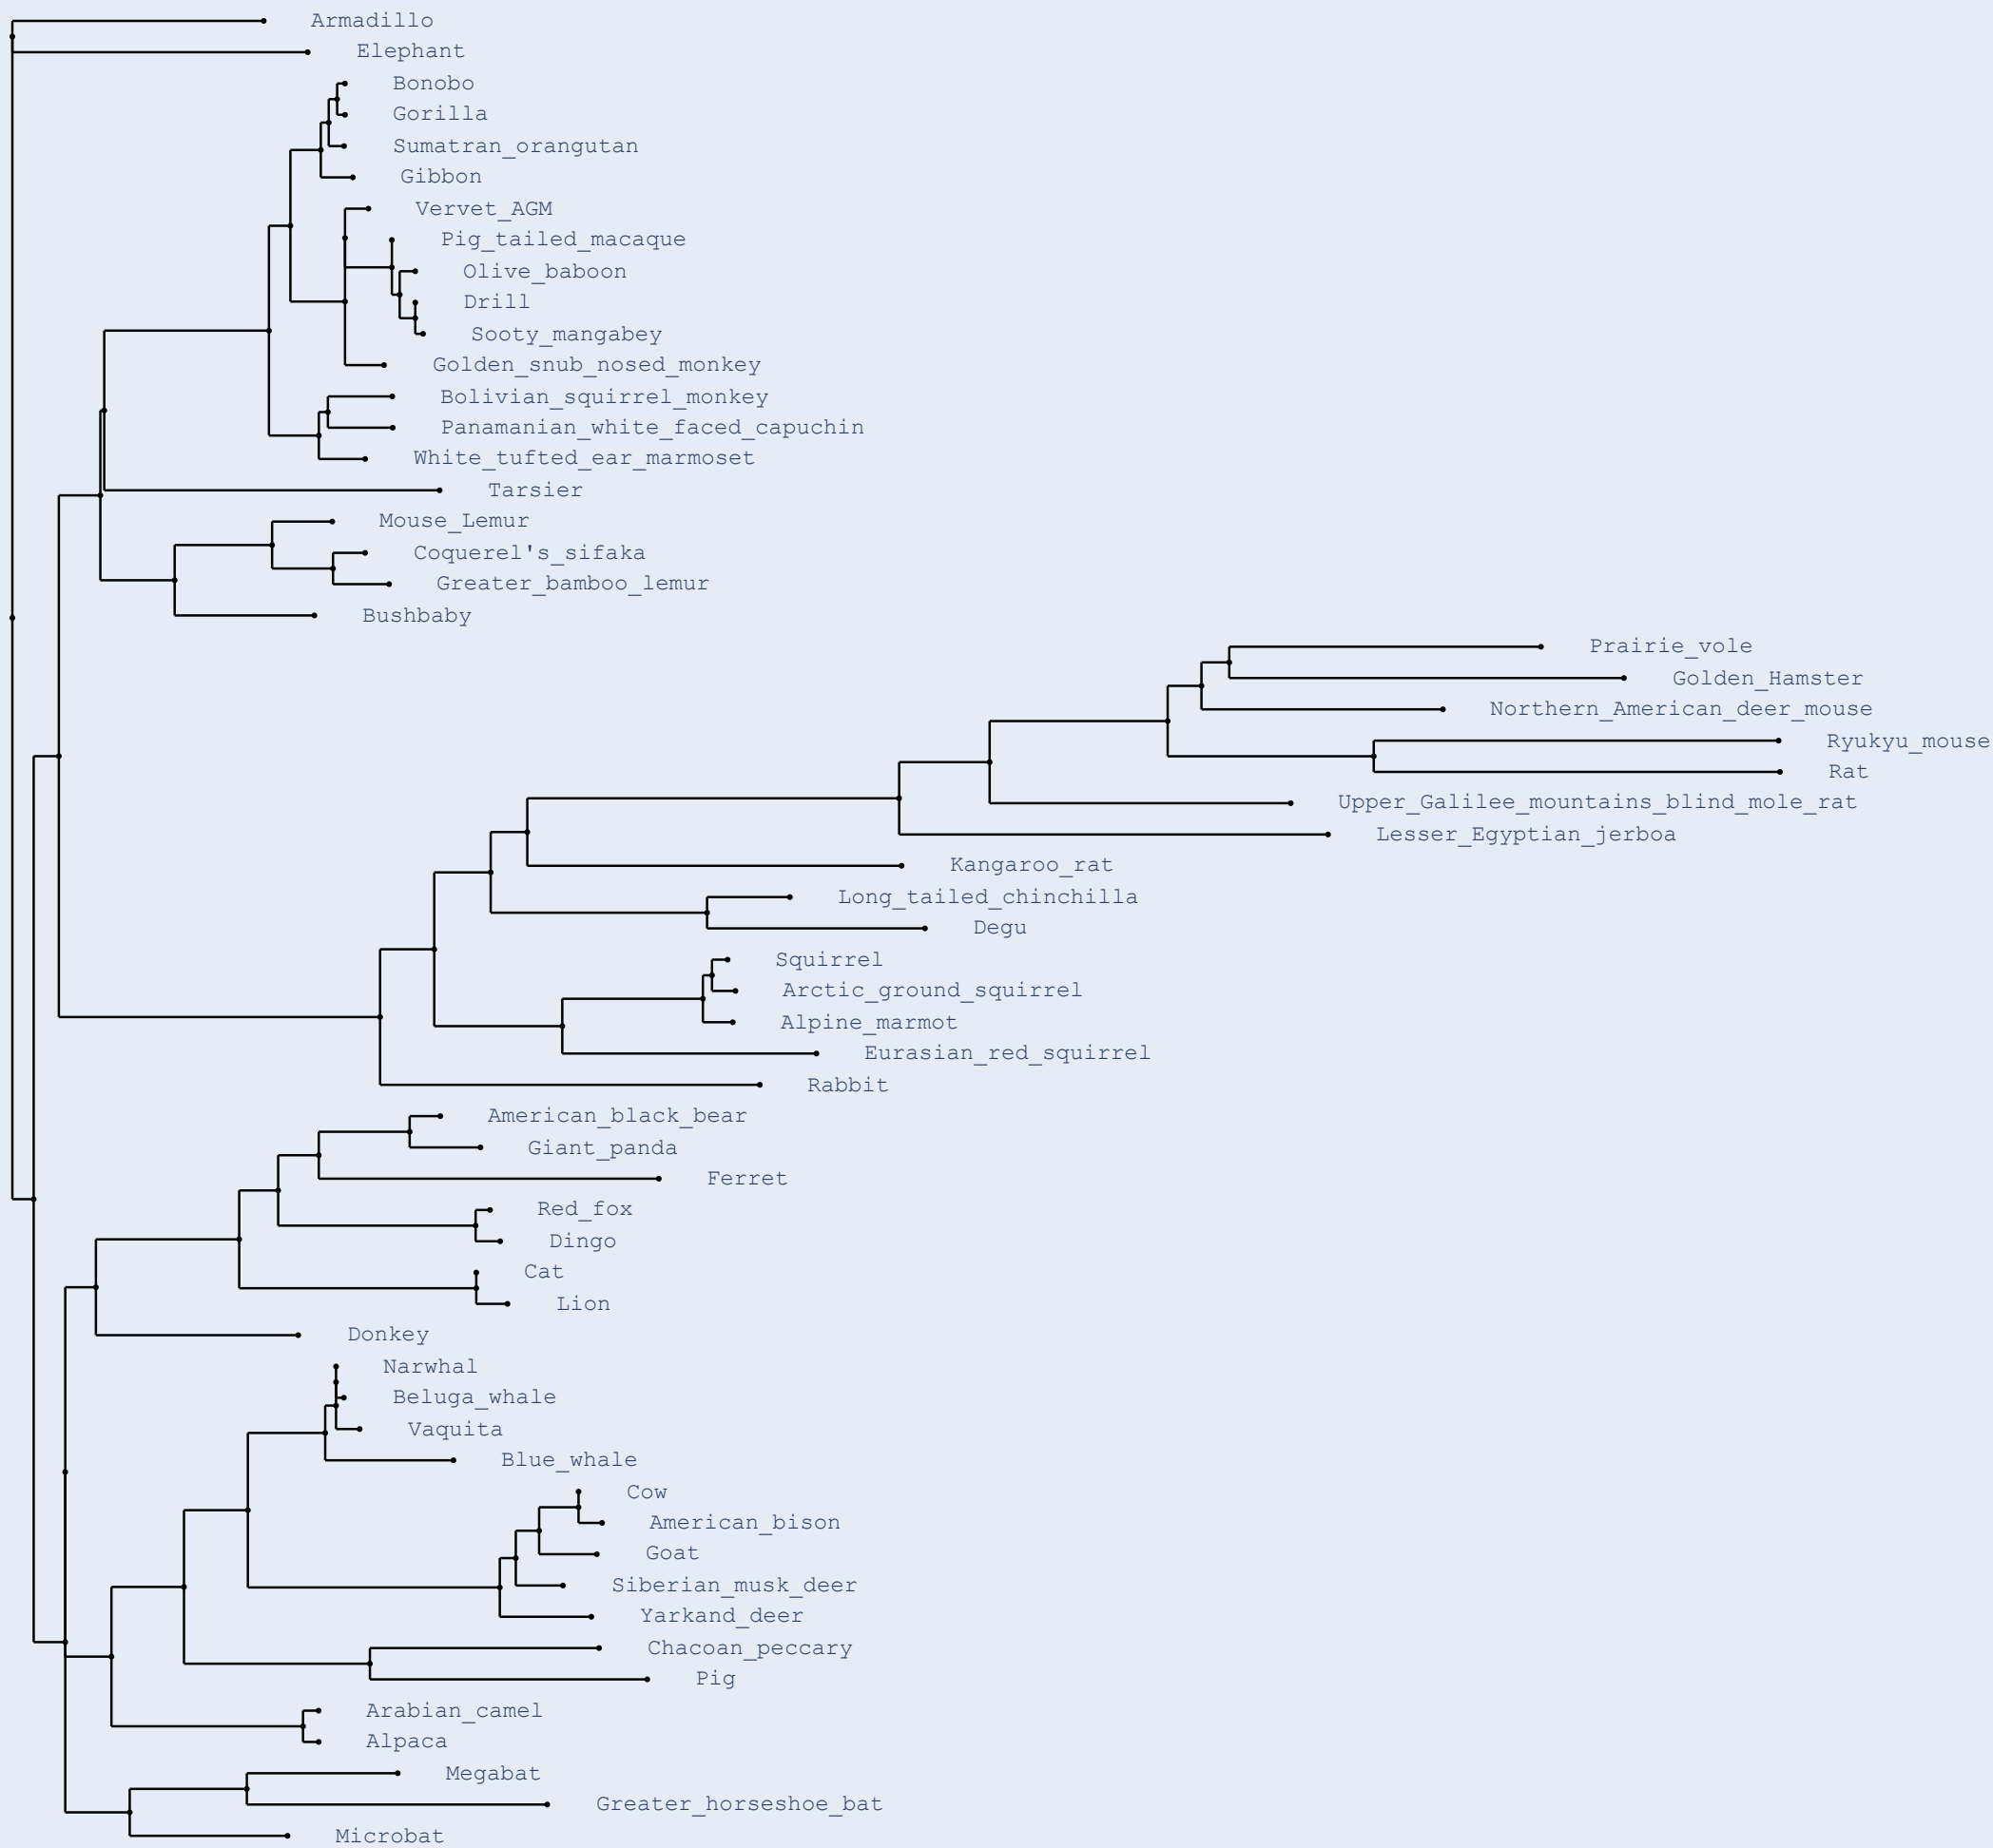 Armadillo
Elephant
Bonobo
Gorilla
Sumatran_orangutan
Gibbon
Vervet_AGM
Pig_tailed_macaque
Olive_baboon
Drill
Sooty_mangabey
Golden_snub_nosed_monkey
Bolivian_squirrel_monkey
Panamanian_white_faced_capuchin
White_tufted_ear_marmoset
Tarsier
Mouse_Lemur
Coquerel's_sifaka
Greater_bamboo_lemur
Bushbaby
Prairie_vole
Golden_Hamster
Northern_American_deer_mouse
Ryukyu_mouse
Rat
Upper_Galilee_mountains_blind_mole_rat
Lesser_Egyptian_jerboa
Kangaroo_rat
Long_tailed_chinchilla
Degu
Squirrel
Arctic_ground_squirrel
Alpine_marmot
Eurasian_red_squirrel
Rabbit
American_black_bear
Giant_panda
Ferret
Red_fox
Dingo
Cat
Lion
Donkey
Narwhal
Beluga_whale
Vaquita
Blue_whale
Cow
American_bison
Goat
Siberian_musk_deer
Yarkand_deer
Chacoan_peccary
Pig
Arabian_camel
Alpaca
Megabat
Greater_horseshoe_bat
Microbat